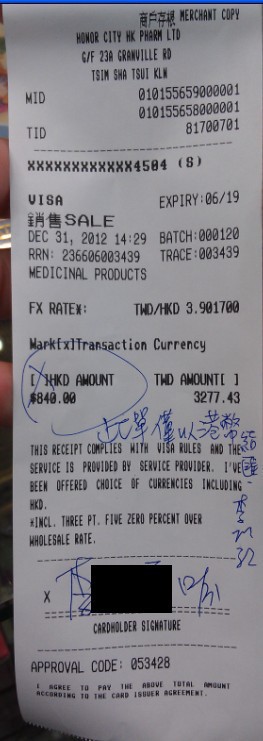 商戶存根 MERCHANT COPY
HONOR CITY HK PHARM LTD
G/F 23A GRANVILLE RD
TSIM SHA TSUI KLN
MID 010155659000001
010155658000001
TID 81700701
XXXXXXXXXXXX4504 (S)
VISA EXPIRY:06/19
銷售SALE
DEC 31, 2012 14:29 BATCH:000120
RRN: 236606003439 TRACE:003439
MEDICINAL PRODUCTS
FX RATE*: TWD/HKD 3.901700
Mark[x]Transaction Currency
[ ]HKD AMOUNT TWD AMOUNT[ ]
$840.00 3277.43
此單僅以港幣
結匯
THIS RECEIPT COMPLIES WITH VISA RULES AND THE
SERVICE IS PROVIDED BY SERVICE PROVIDER. I'VE
BEEN OFFERED CHOICE OF CURRENCIES INCLUDING
HKD.
*INCL. THREE PT. FIVE ZERO PERCENT OVER
WHOLESALE RATE.
X
CARDHOLDER SIGNATURE
APPROVAL CODE: 053428
I AGREE TO PAY THE ABOVE TOTAL AMOUNT
ACCORDING TO THE CARD ISSUER AGREEMENT.